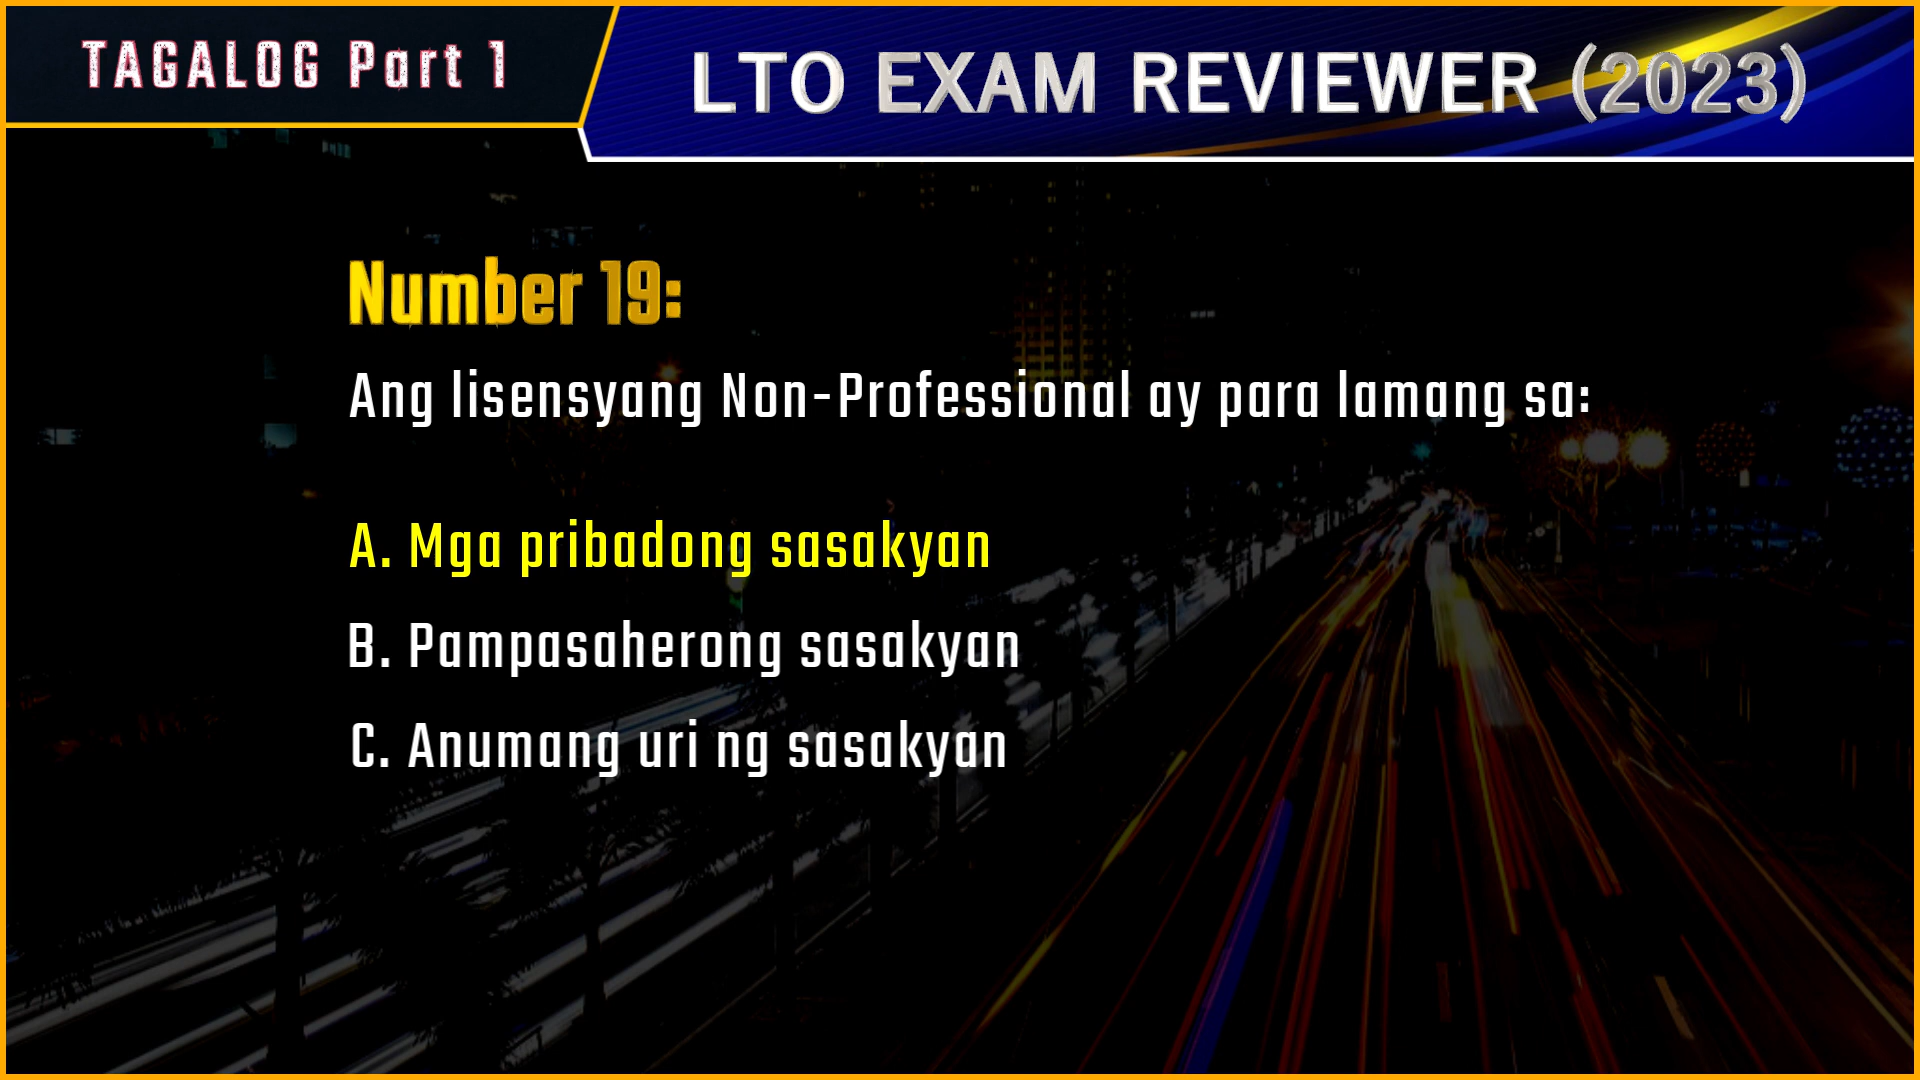 TAGALOG Part 1
LTO EXAM REVIEWER (2023)
Number 19:
Ang lisensyang Non-Professional ay para lamang sa:
A. Mga pribadong sasakyan
B. Pampasaherong sasakyan
C. Anumang uri ng sasakyan